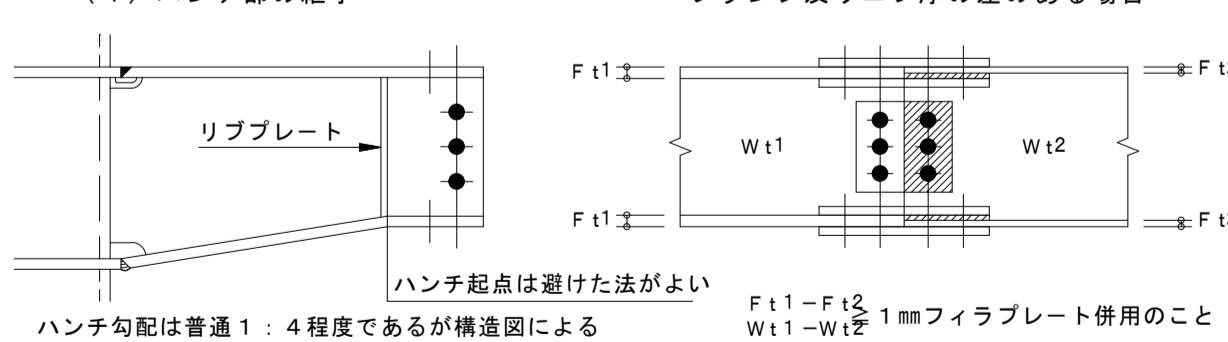 リブプレート
ハンチ起点は避けた法がよい
ハンチ勾配は普通1:4程度であるが構造図による
Ft1
Wt1
Wt2
Ft1
Ft1－Ft2
Wt1－Wt2
≧1㎜フィラプレート併用のこと